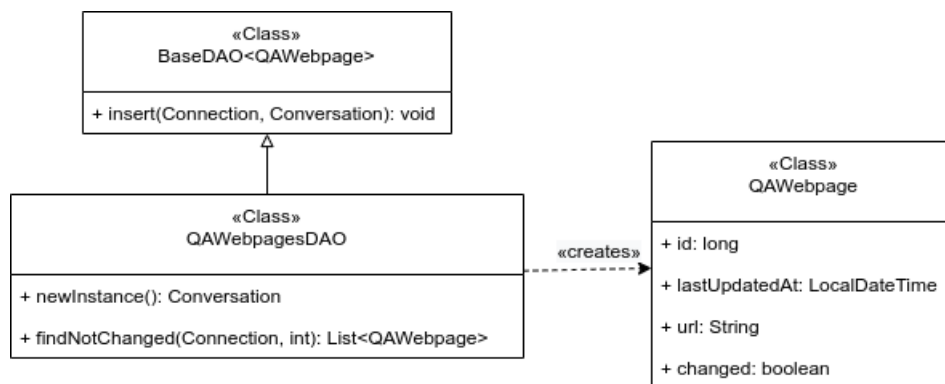 «Class»
BaseDAO<QAWebpage>
+ insert(Connection, Conversation): void
«Class»
QAWebpagesDAO
+ newInstance(): Conversation
+ findNotChanged(Connection, int): List<QAWebpage>
«creates»
«Class»
QAWebpage
+ id: long
+ lastUpdatedAt: LocalDateTime
+ url: String
+ changed: boolean